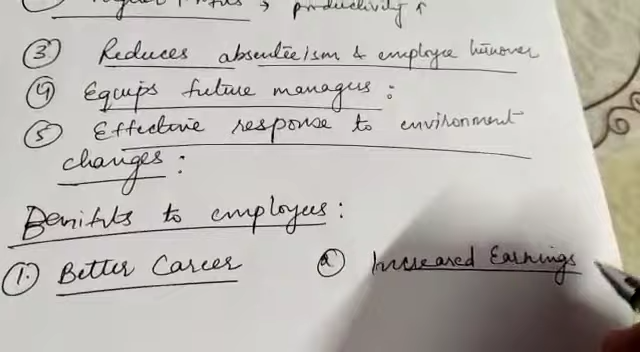 → productivity ↑
③ Reduces absenteeism & employee turnover
④ Equips future managers :
⑤ Effective response to environment
changes :
Benifits to employees :
① Better Career ② Increased Earnings